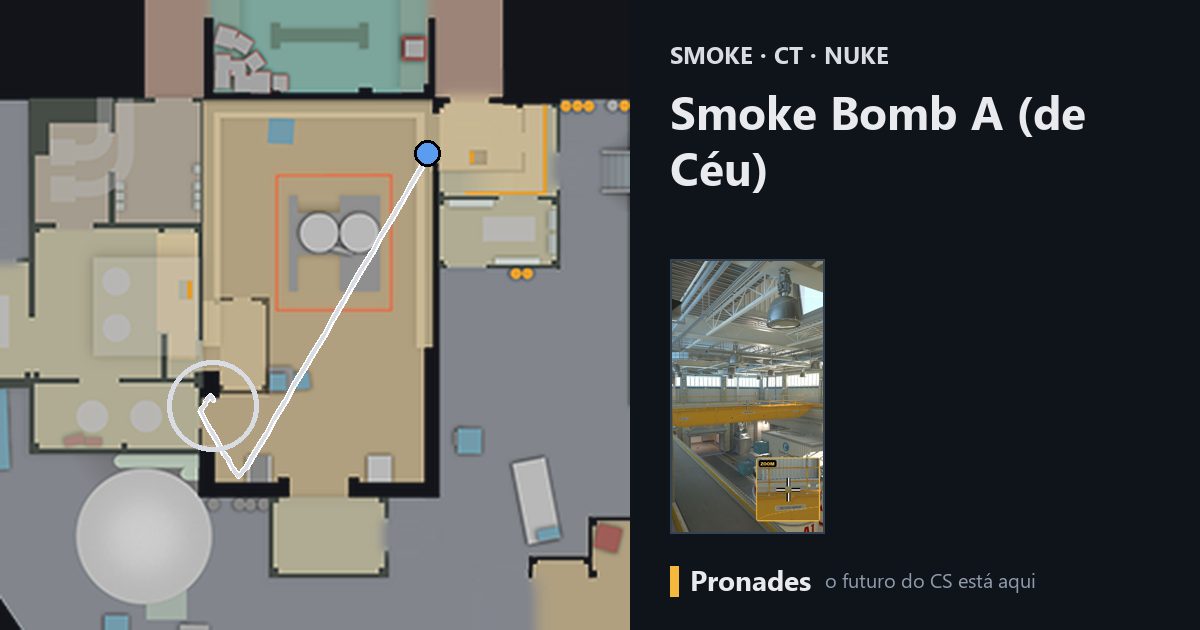 SMOKE · CT · NUKE
Smoke Bomb A (de
Céu)
ZOOM
Pronades o futuro do CS está aqui